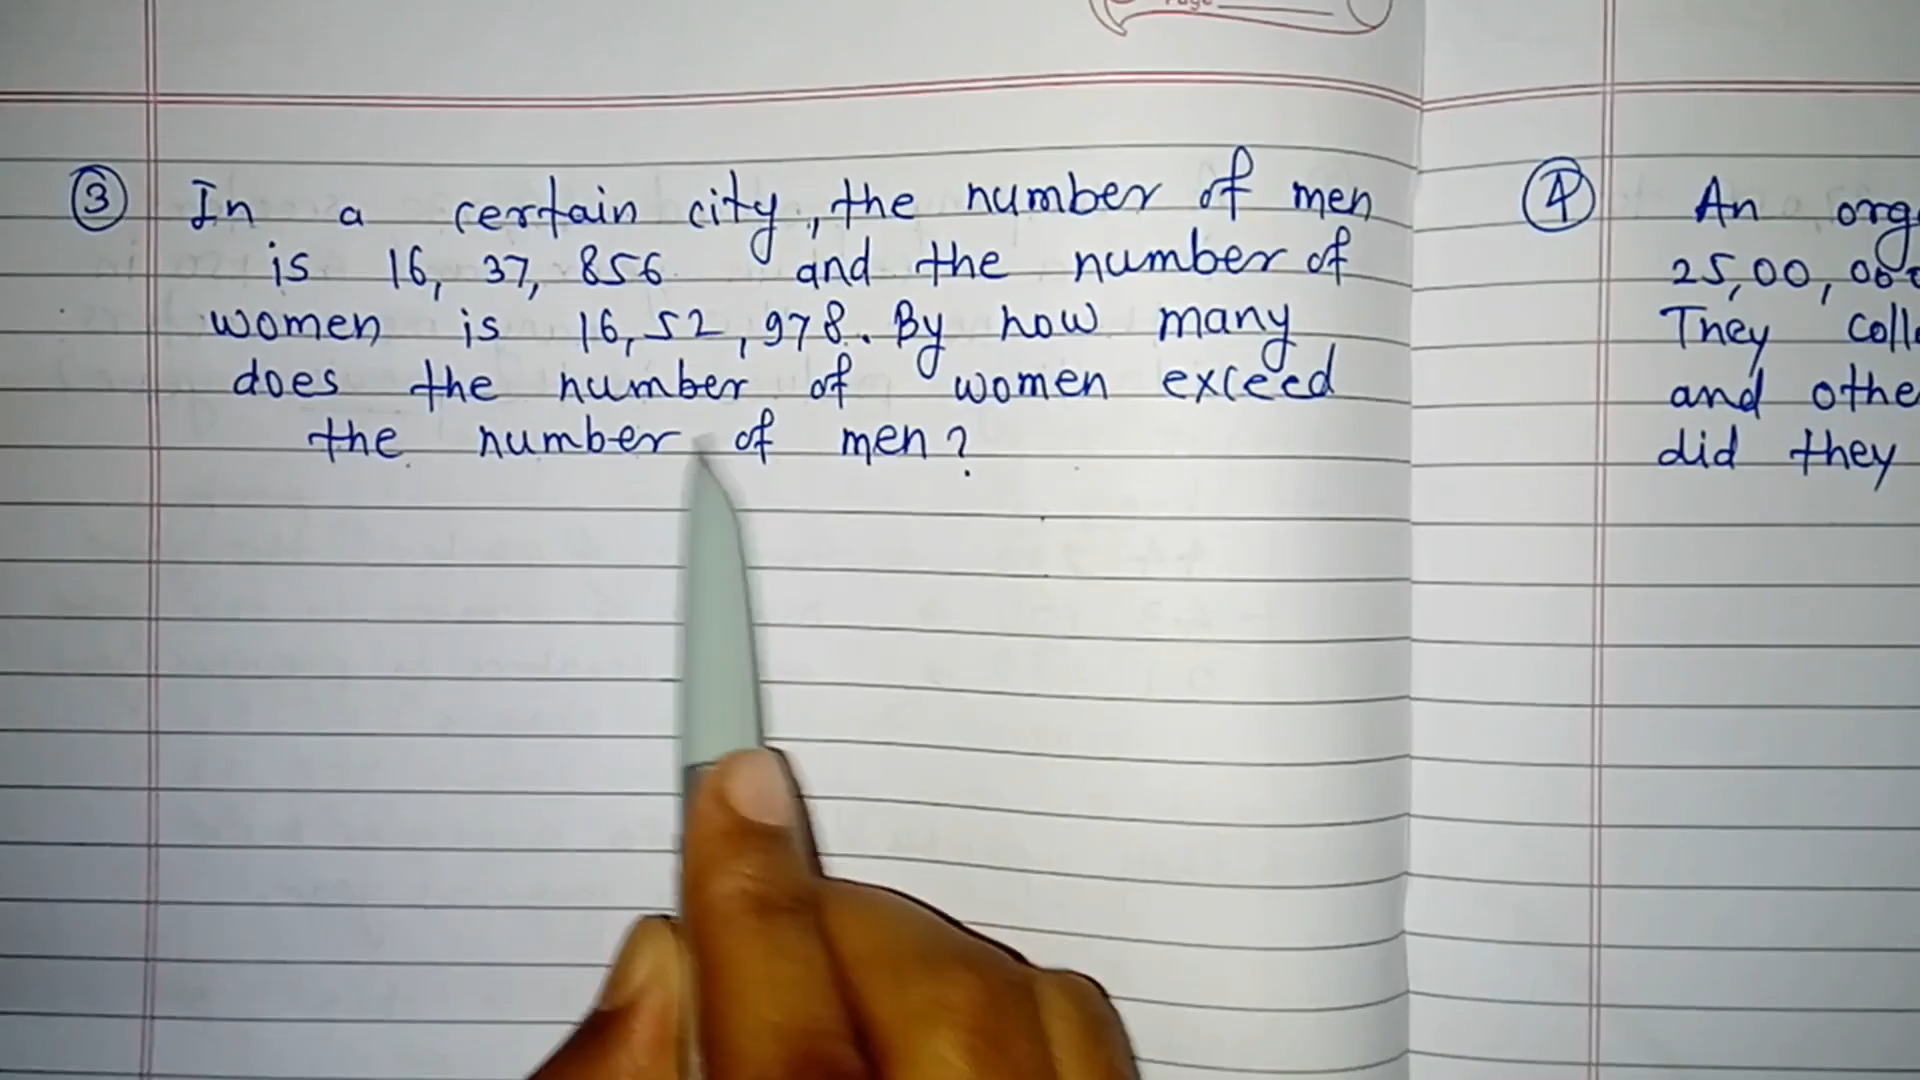 Page
③ In a certain city, the number of men
is 16, 37, 856 and the number of
women is 16,52,978. By how many
does the number of women exceed
the number of men?
④ An
25,00,
They
and
did they